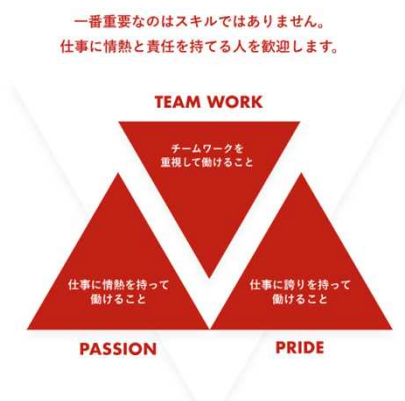 一番重要なのはスキルではありません。
仕事に情熱と責任を持てる人を歓迎します。
TEAM WORK
チームワークを
重視して働けること
仕事に情熱を持って
働けること
仕事に誇りを持って
働けること
PASSION
PRIDE